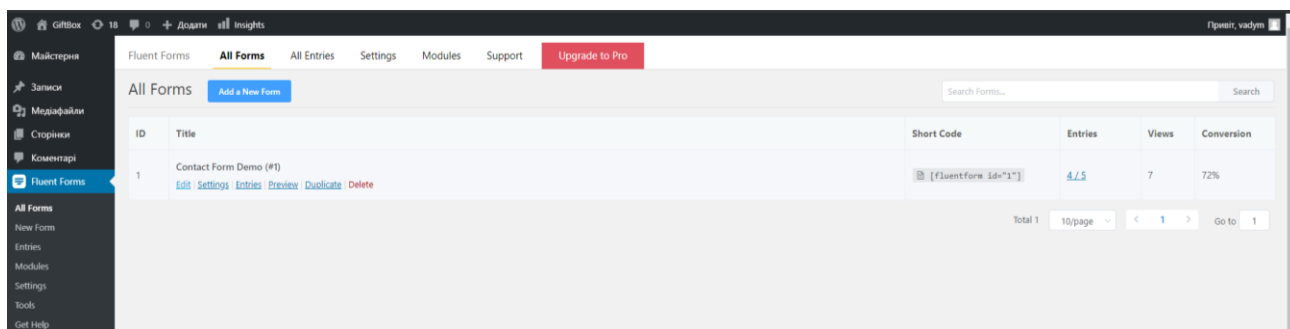 GiftBox 18 0 + Додати Insights Привіт, vadym
Майстерня
Записи
Медіафайли
Сторінки
Коментарі
Fluent Forms
All Forms
New Form
Entries
Modules
Settings
Tools
Get Help
Fluent Forms All Forms All Entries Settings Modules Support Upgrade to Pro
All Forms Add a New Form Search Forms... Search
ID Title Short Code Entries Views Conversion
1 Contact Form Demo (#1) [fluentform id="1"] 4 / 5 7 72%
Edit | Settings | Entries | Preview | Duplicate | Delete
Total 1 10/page < 1 > Go to 1